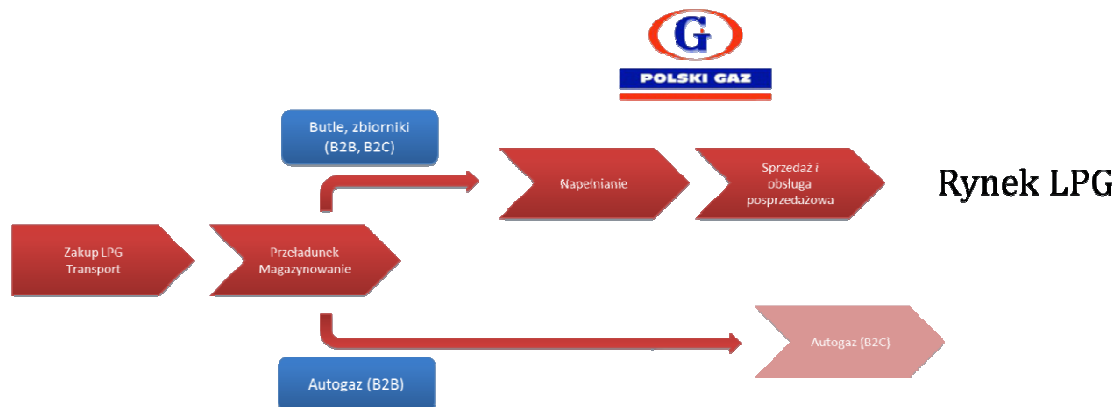 G
POLSKI GAZ
Butle, zbiorniki
(B2B, B2C)
Napełnianie
Sprzedaż i
obsługa
posprzedażowa
Rynek LPG
Zakup LPG
Transport
Przeładunek
Magazynowanie
Autogaz (B2C)
Autogaz (B2B)